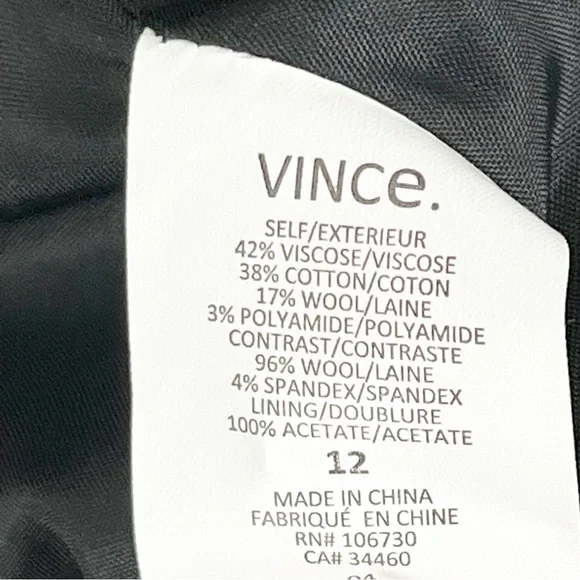 VINCe.
SELF/EXTERIEUR
42% VISCOSE/VISCOSE
38% COTTON/COTON
17% WOOL/LAINE
3% POLYAMIDE/POLYAMIDE
CONTRAST/CONTRASTE
96% WOOL/LAINE
4% SPANDEX/SPANDEX
LINING/DOUBLURE
100% ACETATE/ACETATE
12
MADE IN CHINA
FABRIQUÉ EN CHINE
RN# 106730
CA# 34460